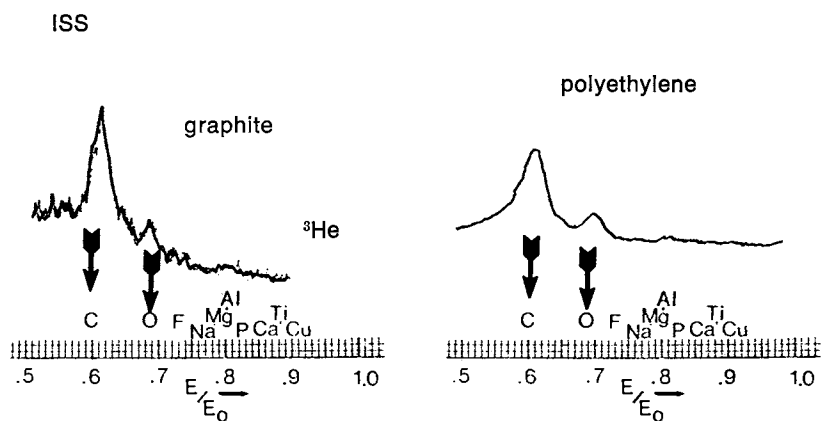 ISS
graphite
³He
C O F Na Mg Al P Ca Ti Cu
.5 .6 .7 .8 .9 1.0
E/E₀
polyethylene
C O F Na Mg Al P Ca Ti Cu
.5 .6 .7 .8 .9 1.0
E/E₀